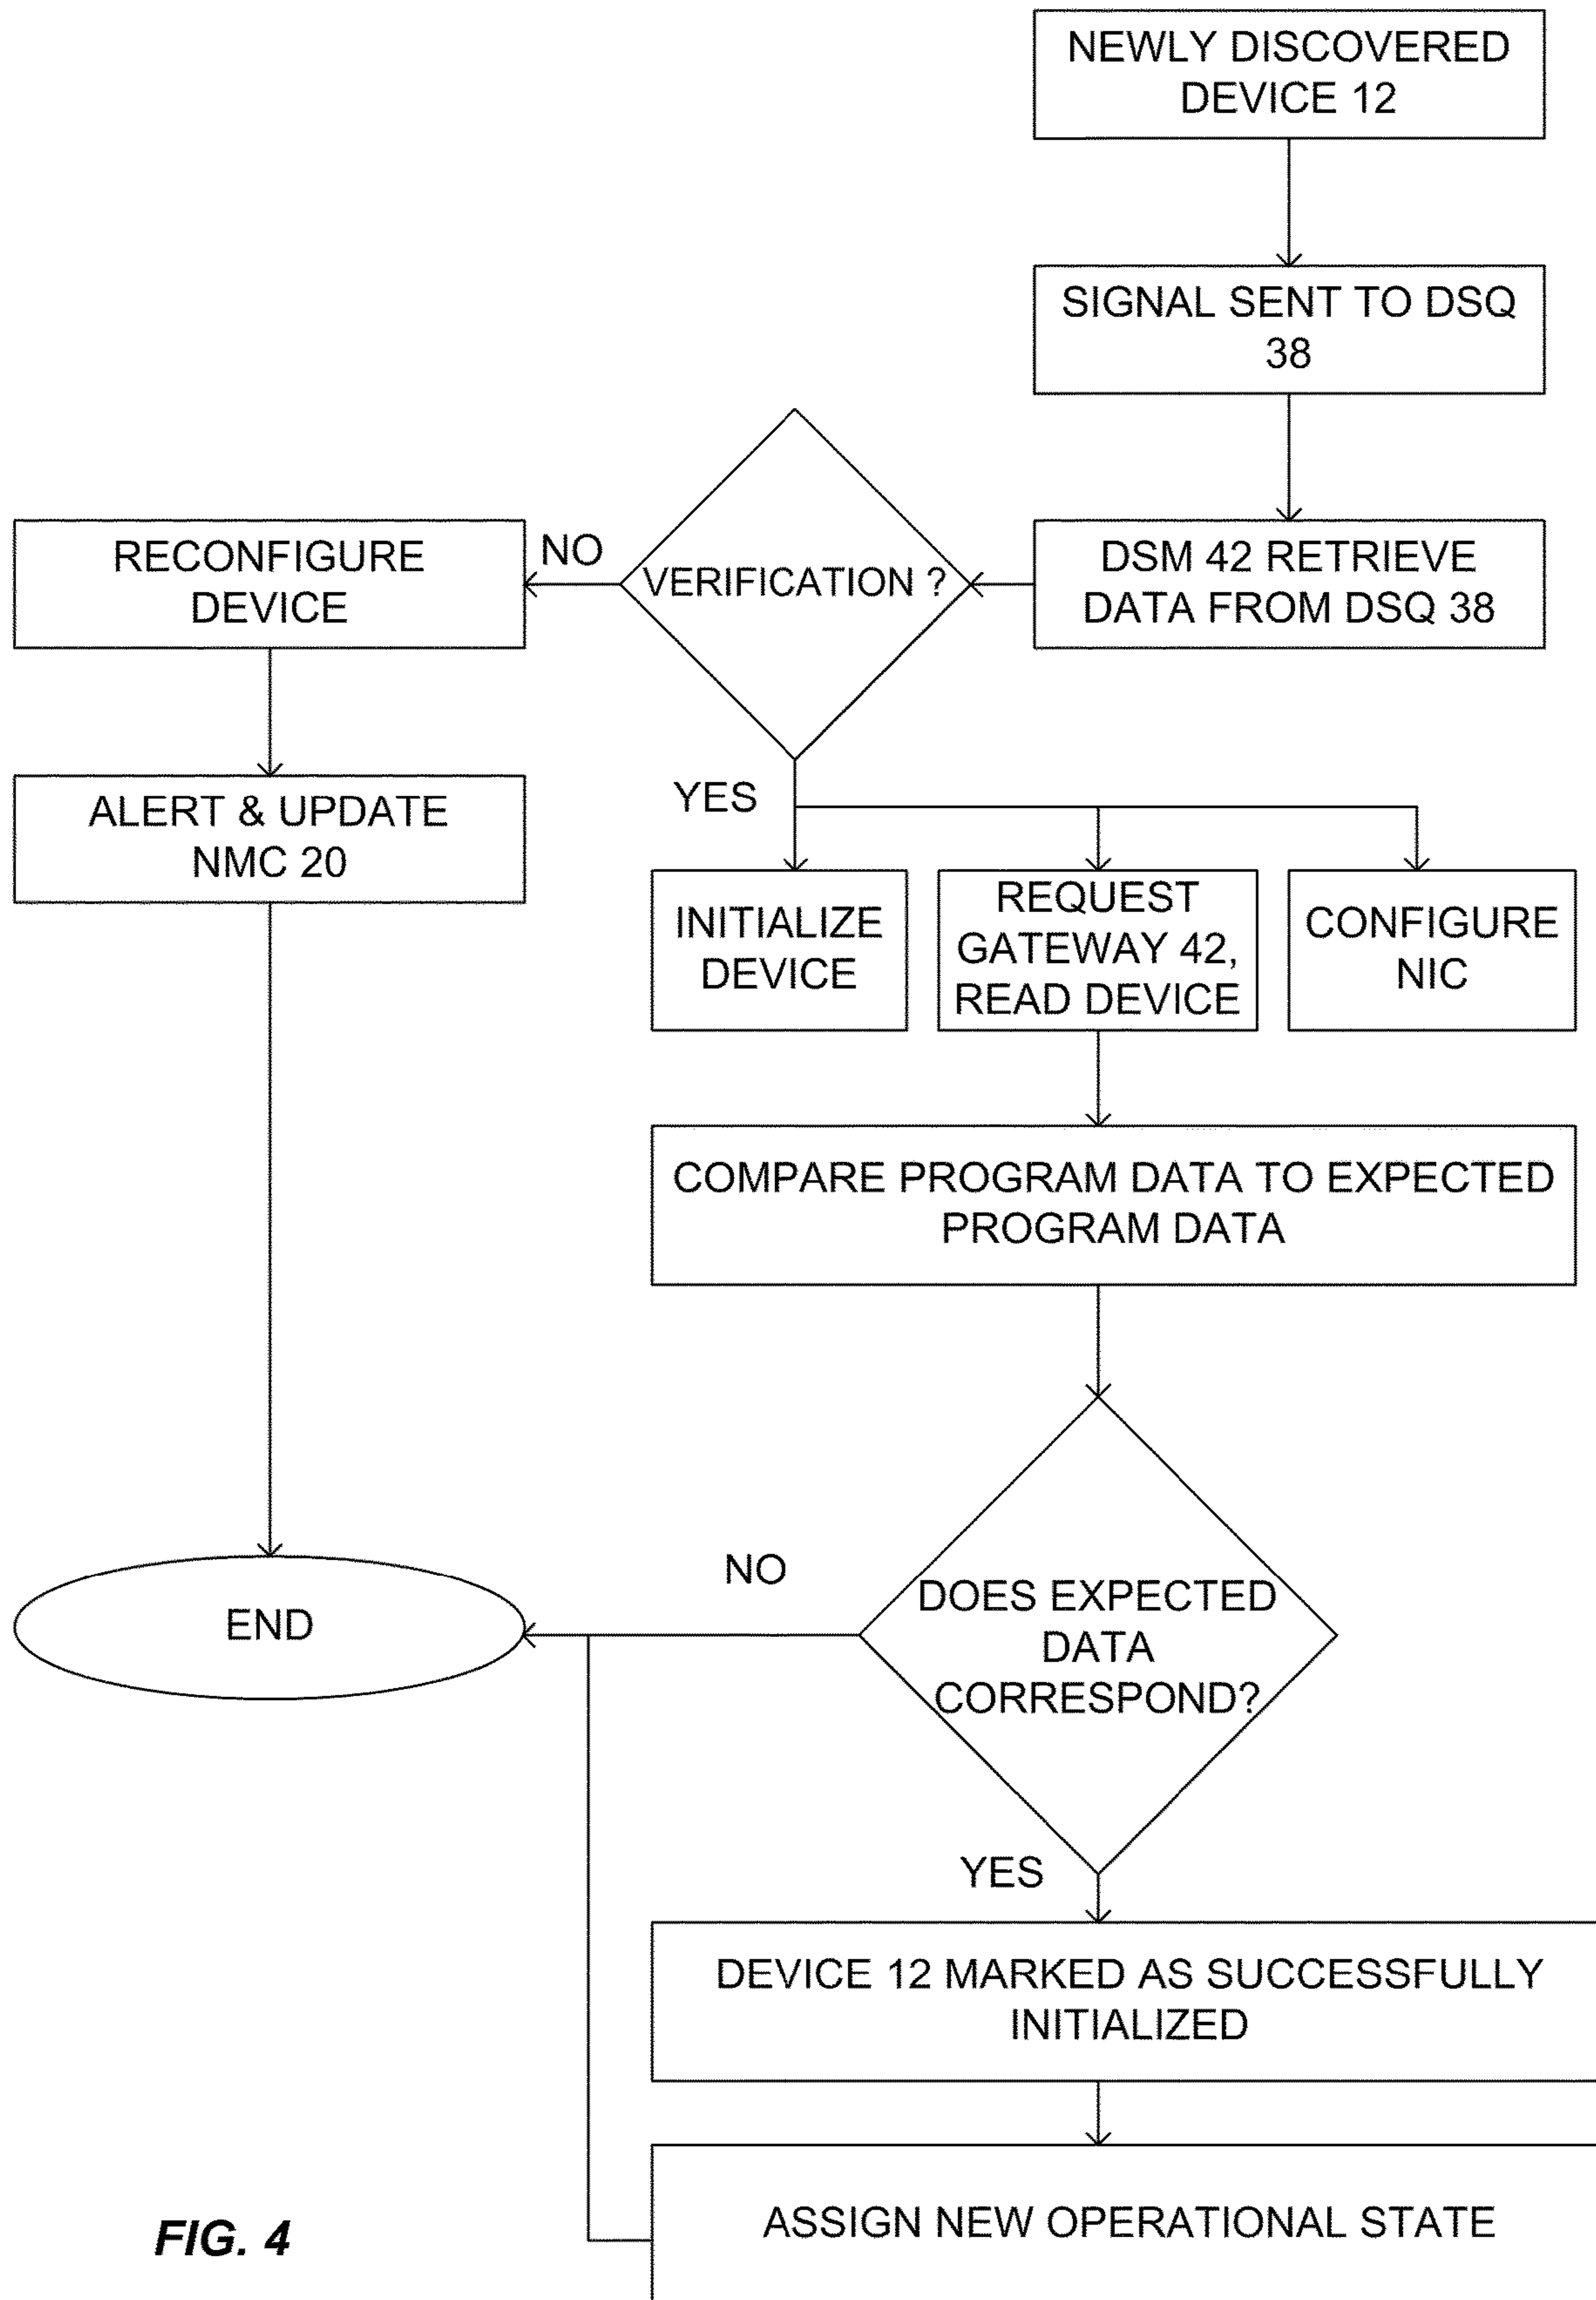 NEWLY DISCOVERED
DEVICE 12
SIGNAL SENT TO DSQ
38
DSM 42 RETRIEVE
DATA FROM DSQ 38
VERIFICATION ?
NO
RECONFIGURE
DEVICE
ALERT & UPDATE
NMC 20
YES
INITIALIZE
DEVICE
REQUEST
GATEWAY 42,
READ DEVICE
CONFIGURE
NIC
COMPARE PROGRAM DATA TO EXPECTED
PROGRAM DATA
DOES EXPECTED
DATA
CORRESPOND?
NO
END
YES
DEVICE 12 MARKED AS SUCCESSFULLY
INITIALIZED
ASSIGN NEW OPERATIONAL STATE
FIG. 4